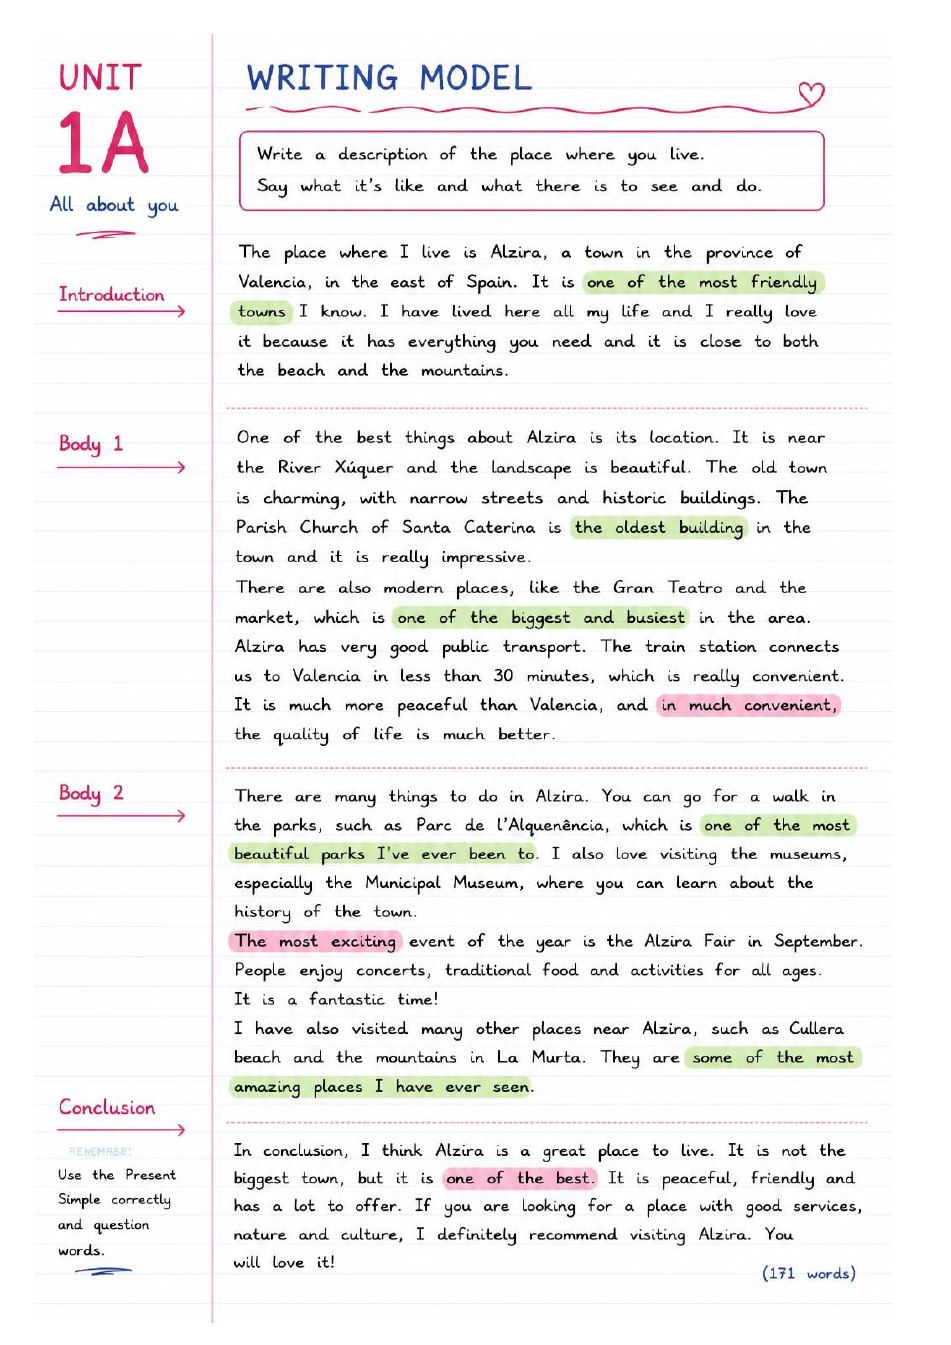 UNIT
1A
All about you
WRITING MODEL
Write a description of the place where you live.
Say what it's like and what there is to see and do.
Introduction
The place where I live is Alzira, a town in the province of
Valencia, in the east of Spain. It is one of the most friendly
towns I know. I have lived here all my life and I really love
it because it has everything you need and it is close to both
the beach and the mountains.
Body 1
One of the best things about Alzira is its location. It is near
the River Xúquer and the landscape is beautiful. The old town
is charming, with narrow streets and historic buildings. The
Parish Church of Santa Caterina is the oldest building in the
town and it is really impressive.
There are also modern places, like the Gran Teatro and the
market, which is one of the biggest and busiest in the area.
Alzira has very good public transport. The train station connects
us to Valencia in less than 30 minutes, which is really convenient.
It is much more peaceful than Valencia, and in much convenient,
the quality of life is much better.
Body 2
There are many things to do in Alzira. You can go for a walk in
the parks, such as Parc de l'Alquenência, which is one of the most
beautiful parks I've ever been to. I also love visiting the museums,
especially the Municipal Museum, where you can learn about the
history of the town.
The most exciting event of the year is the Alzira Fair in September.
People enjoy concerts, traditional food and activities for all ages.
It is a fantastic time!
I have also visited many other places near Alzira, such as Cullera
beach and the mountains in La Murta. They are some of the most
amazing places I have ever seen.
Conclusion
REMEMBER!
Use the Present
Simple correctly
and question
words.
In conclusion, I think Alzira is a great place to live. It is not the
biggest town, but it is one of the best. It is peaceful, friendly and
has a lot to offer. If you are looking for a place with good services,
nature and culture, I definitely recommend visiting Alzira. You
will love it!
(171 words)